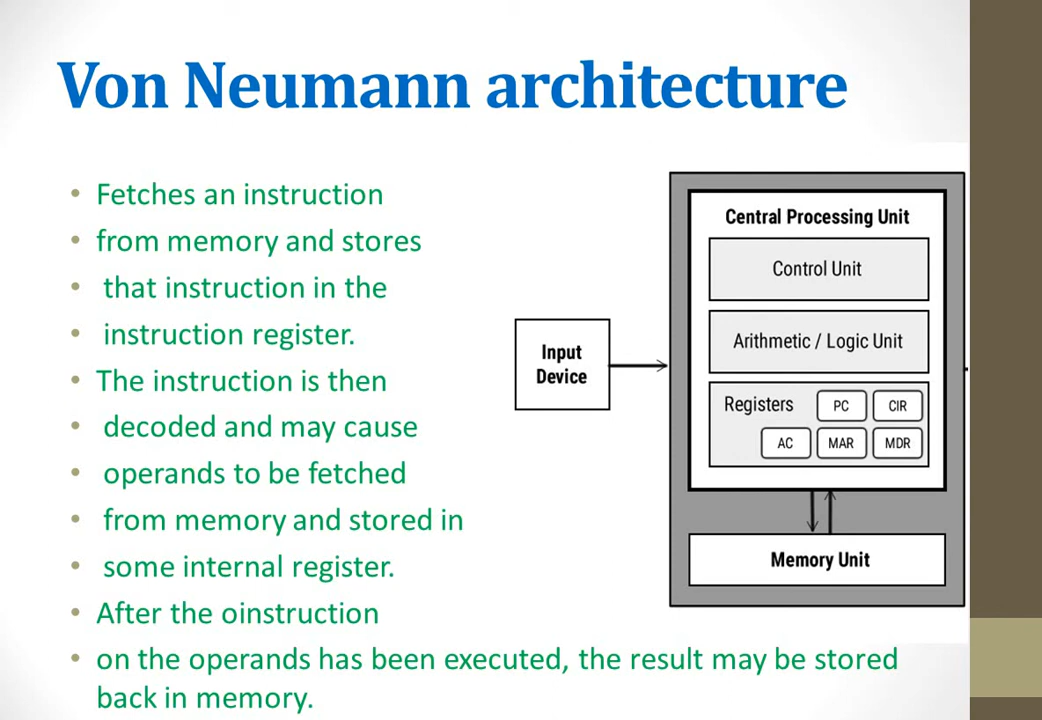 Von Neumann architecture
• Fetches an instruction
• from memory and stores
• that instruction in the
• instruction register.
• The instruction is then
• decoded and may cause
• operands to be fetched
• from memory and stored in
• some internal register.
• After the oinstruction
• on the operands has been executed, the result may be stored
back in memory.
Input
Device
Central Processing Unit
Control Unit
Arithmetic / Logic Unit
Registers PC CIR
AC MAR MDR
Memory Unit